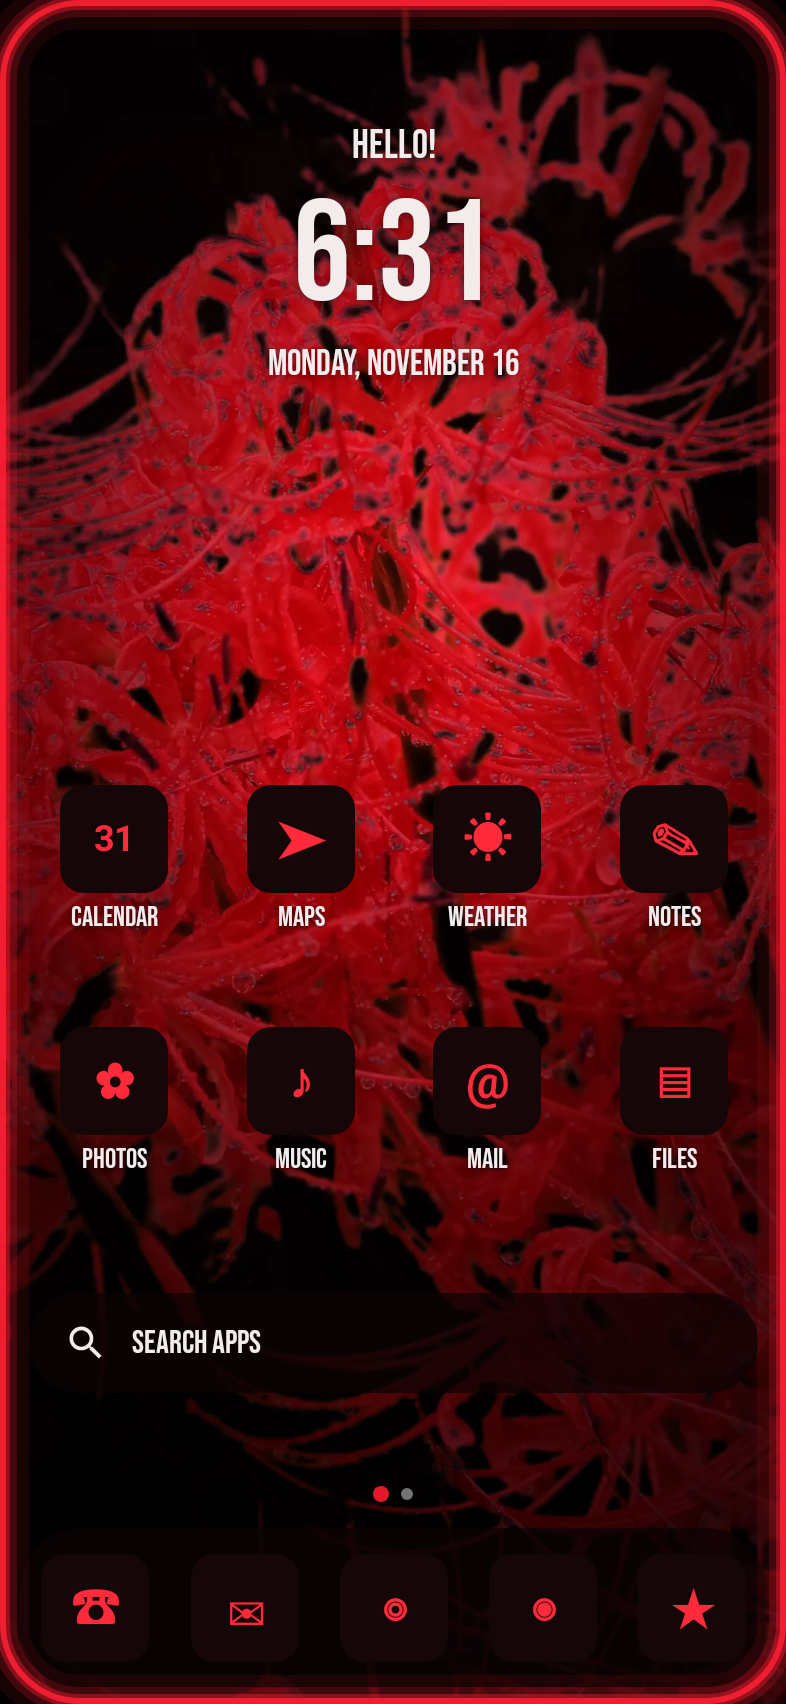 HELLO!
6:31
MONDAY, NOVEMBER 16
31
CALENDAR
MAPS
WEATHER
NOTES
@
PHOTOS
MUSIC
MAIL
FILES
SEARCH APPS